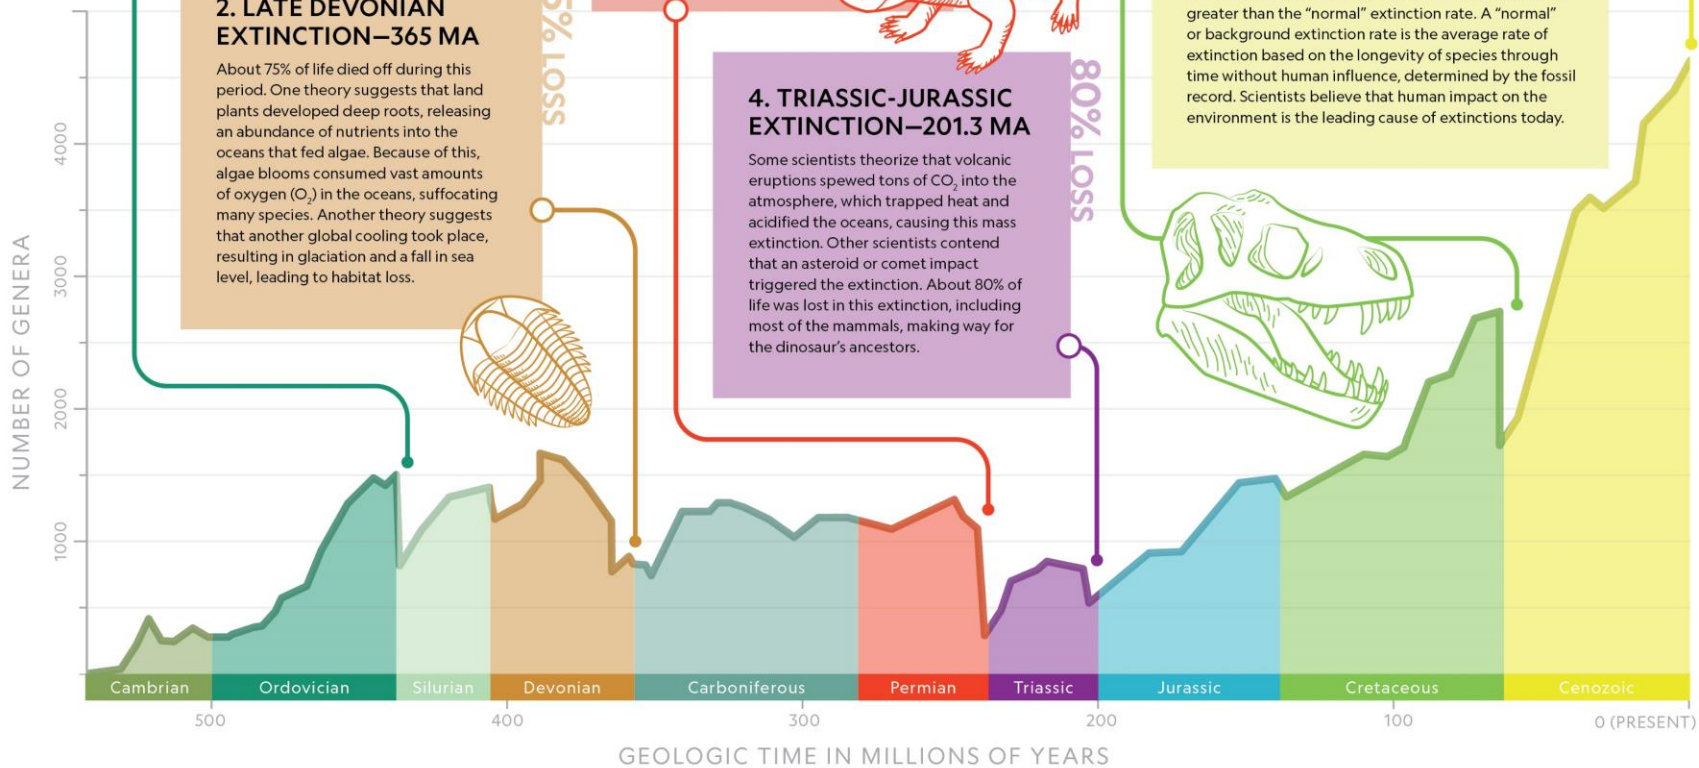 2. LATE DEVONIAN
EXTINCTION—365 MA
About 75% of life died off during this
period. One theory suggests that land
plants developed deep roots, releasing
an abundance of nutrients into the
oceans that fed algae. Because of this,
algae blooms consumed vast amounts
of oxygen (O₂) in the oceans, suffocating
many species. Another theory suggests
that another global cooling took place,
resulting in glaciation and a fall in sea
level, leading to habitat loss.
5% LOSS
4. TRIASSIC-JURASSIC
EXTINCTION—201.3 MA
Some scientists theorize that volcanic
eruptions spewed tons of CO₂ into the
atmosphere, which trapped heat and
acidified the oceans, causing this mass
extinction. Other scientists contend
that an asteroid or comet impact
triggered the extinction. About 80% of
life was lost in this extinction, including
most of the mammals, making way for
the dinosaur’s ancestors.
80% LOSS
greater than the “normal” extinction rate. A “normal”
or background extinction rate is the average rate of
extinction based on the longevity of species through
time without human influence, determined by the fossil
record. Scientists believe that human impact on the
environment is the leading cause of extinctions today.
NUMBER OF GENERA
4000
3000
2000
1000
Cambrian
Ordovician
Silurian
Devonian
Carboniferous
Permian
Triassic
Jurassic
Cretaceous
Cenozoic
500
400
300
200
100
0 (PRESENT)
GEOLOGIC TIME IN MILLIONS OF YEARS